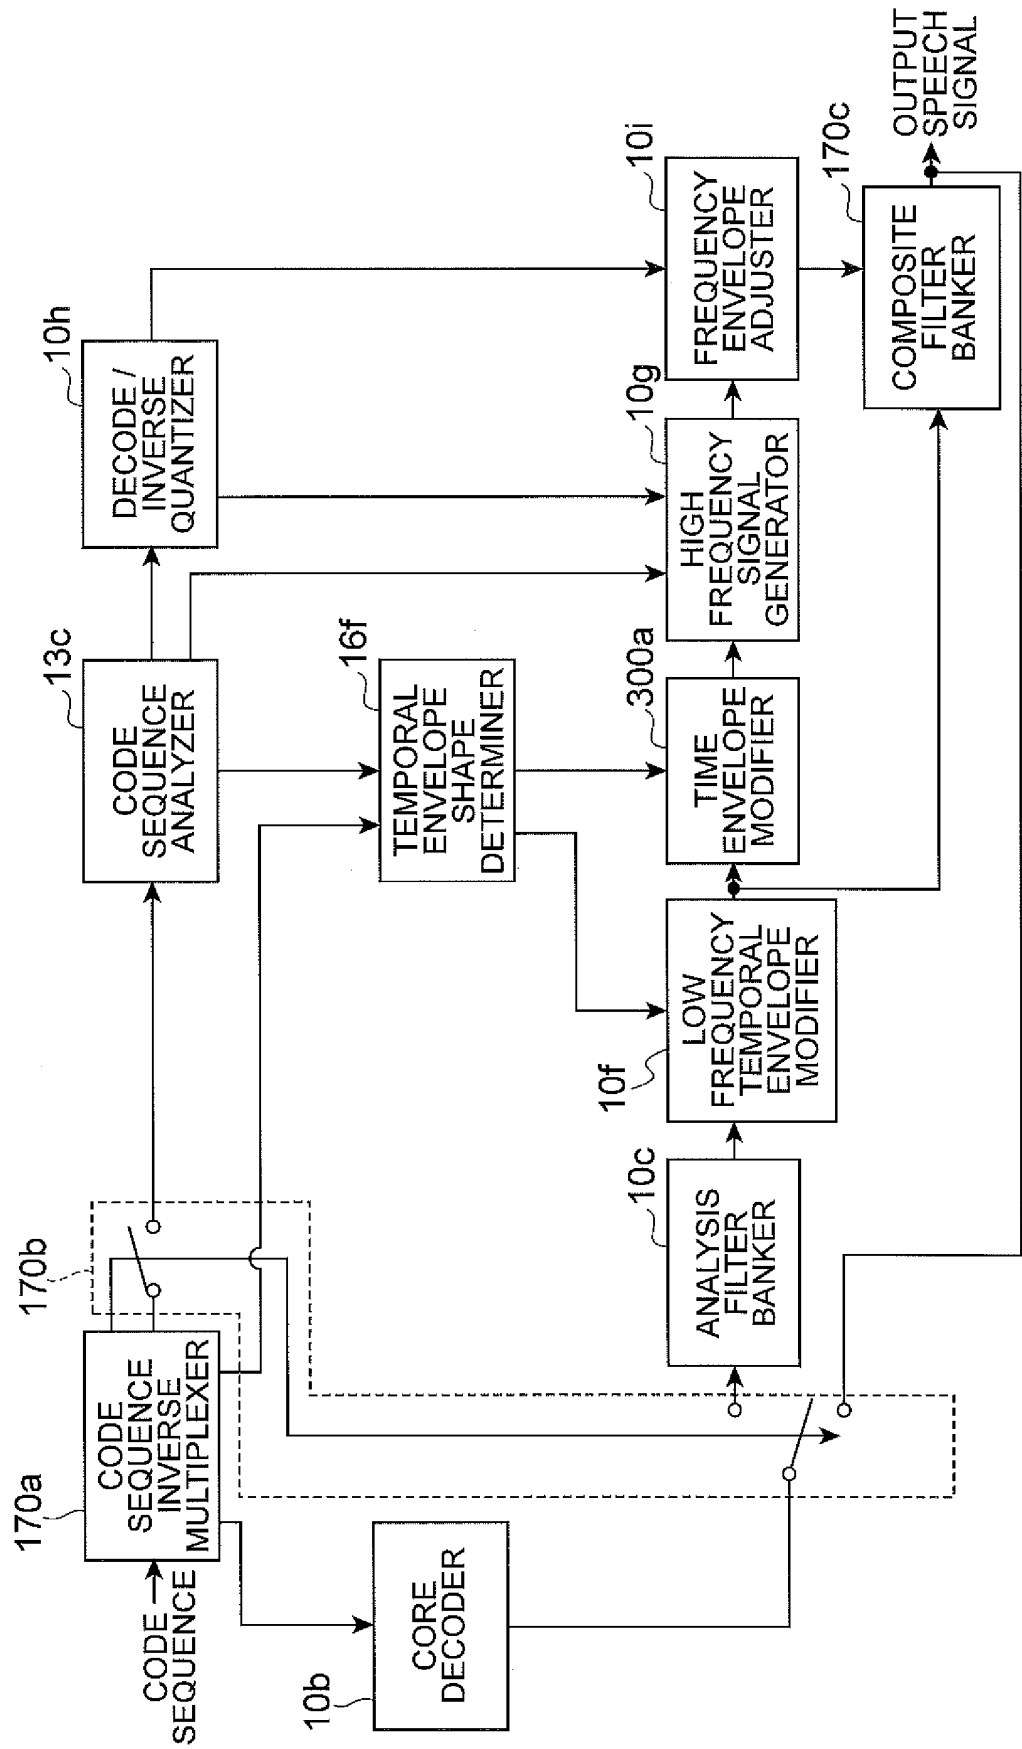 CODE
SEQUENCE
170a
CODE
SEQUENCE
INVERSE
MULTIPLEXER
170b
13c
CODE
SEQUENCE
ANALYZER
10h
DECODE /
INVERSE
QUANTIZER
10b
CORE
DECODER
16f
TEMPORAL
ENVELOPE
SHAPE
DETERMINER
10c
ANALYSIS
FILTER
BANKER
10f
LOW
FREQUENCY
TEMPORAL
ENVELOPE
MODIFIER
300a
TIME
ENVELOPE
MODIFIER
10g
HIGH
FREQUENCY
SIGNAL
GENERATOR
10i
FREQUENCY
ENVELOPE
ADJUSTER
170c
COMPOSITE
FILTER
BANKER
OUTPUT
SPEECH
SIGNAL